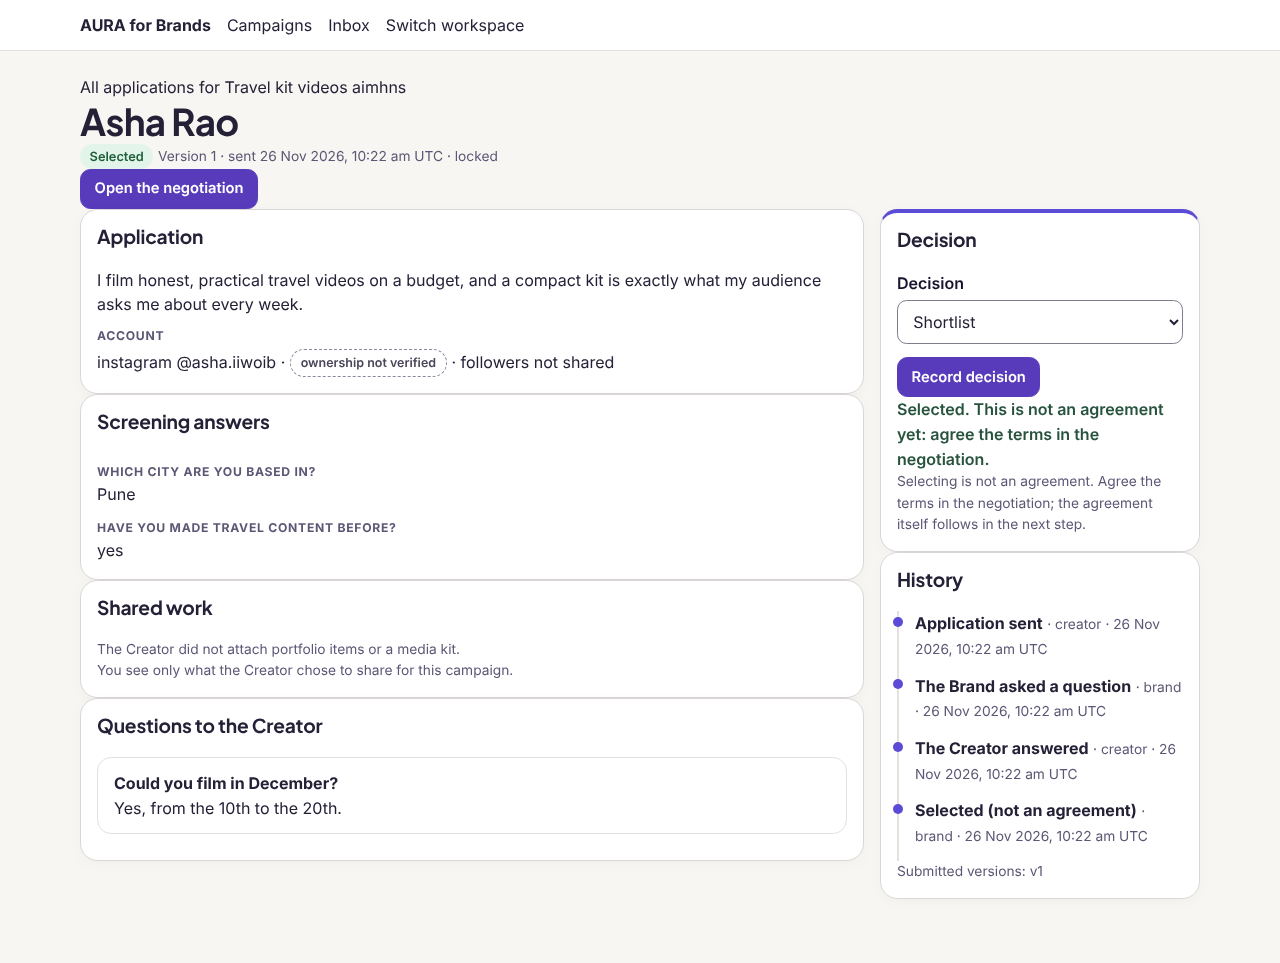 AURA for Brands Campaigns Inbox Switch workspace
All applications for Travel kit videos aimhns
Asha Rao
Selected Version 1 · sent 26 Nov 2026, 10:22 am UTC · locked
Open the negotiation
Application
I film honest, practical travel videos on a budget, and a compact kit is exactly what my audience
asks me about every week.
ACCOUNT
instagram @asha.iiwoib · ownership not verified · followers not shared
Screening answers
WHICH CITY ARE YOU BASED IN?
Pune
HAVE YOU MADE TRAVEL CONTENT BEFORE?
yes
Shared work
The Creator did not attach portfolio items or a media kit.
You see only what the Creator chose to share for this campaign.
Questions to the Creator
Could you film in December?
Yes, from the 10th to the 20th.
Decision
Decision
Shortlist
Record decision
Selected. This is not an agreement
yet: agree the terms in the
negotiation.
Selecting is not an agreement. Agree the
terms in the negotiation; the agreement
itself follows in the next step.
History
Application sent · creator · 26 Nov
2026, 10:22 am UTC
The Brand asked a question · brand
· 26 Nov 2026, 10:22 am UTC
The Creator answered · creator · 26
Nov 2026, 10:22 am UTC
Selected (not an agreement) ·
brand · 26 Nov 2026, 10:22 am UTC
Submitted versions: v1